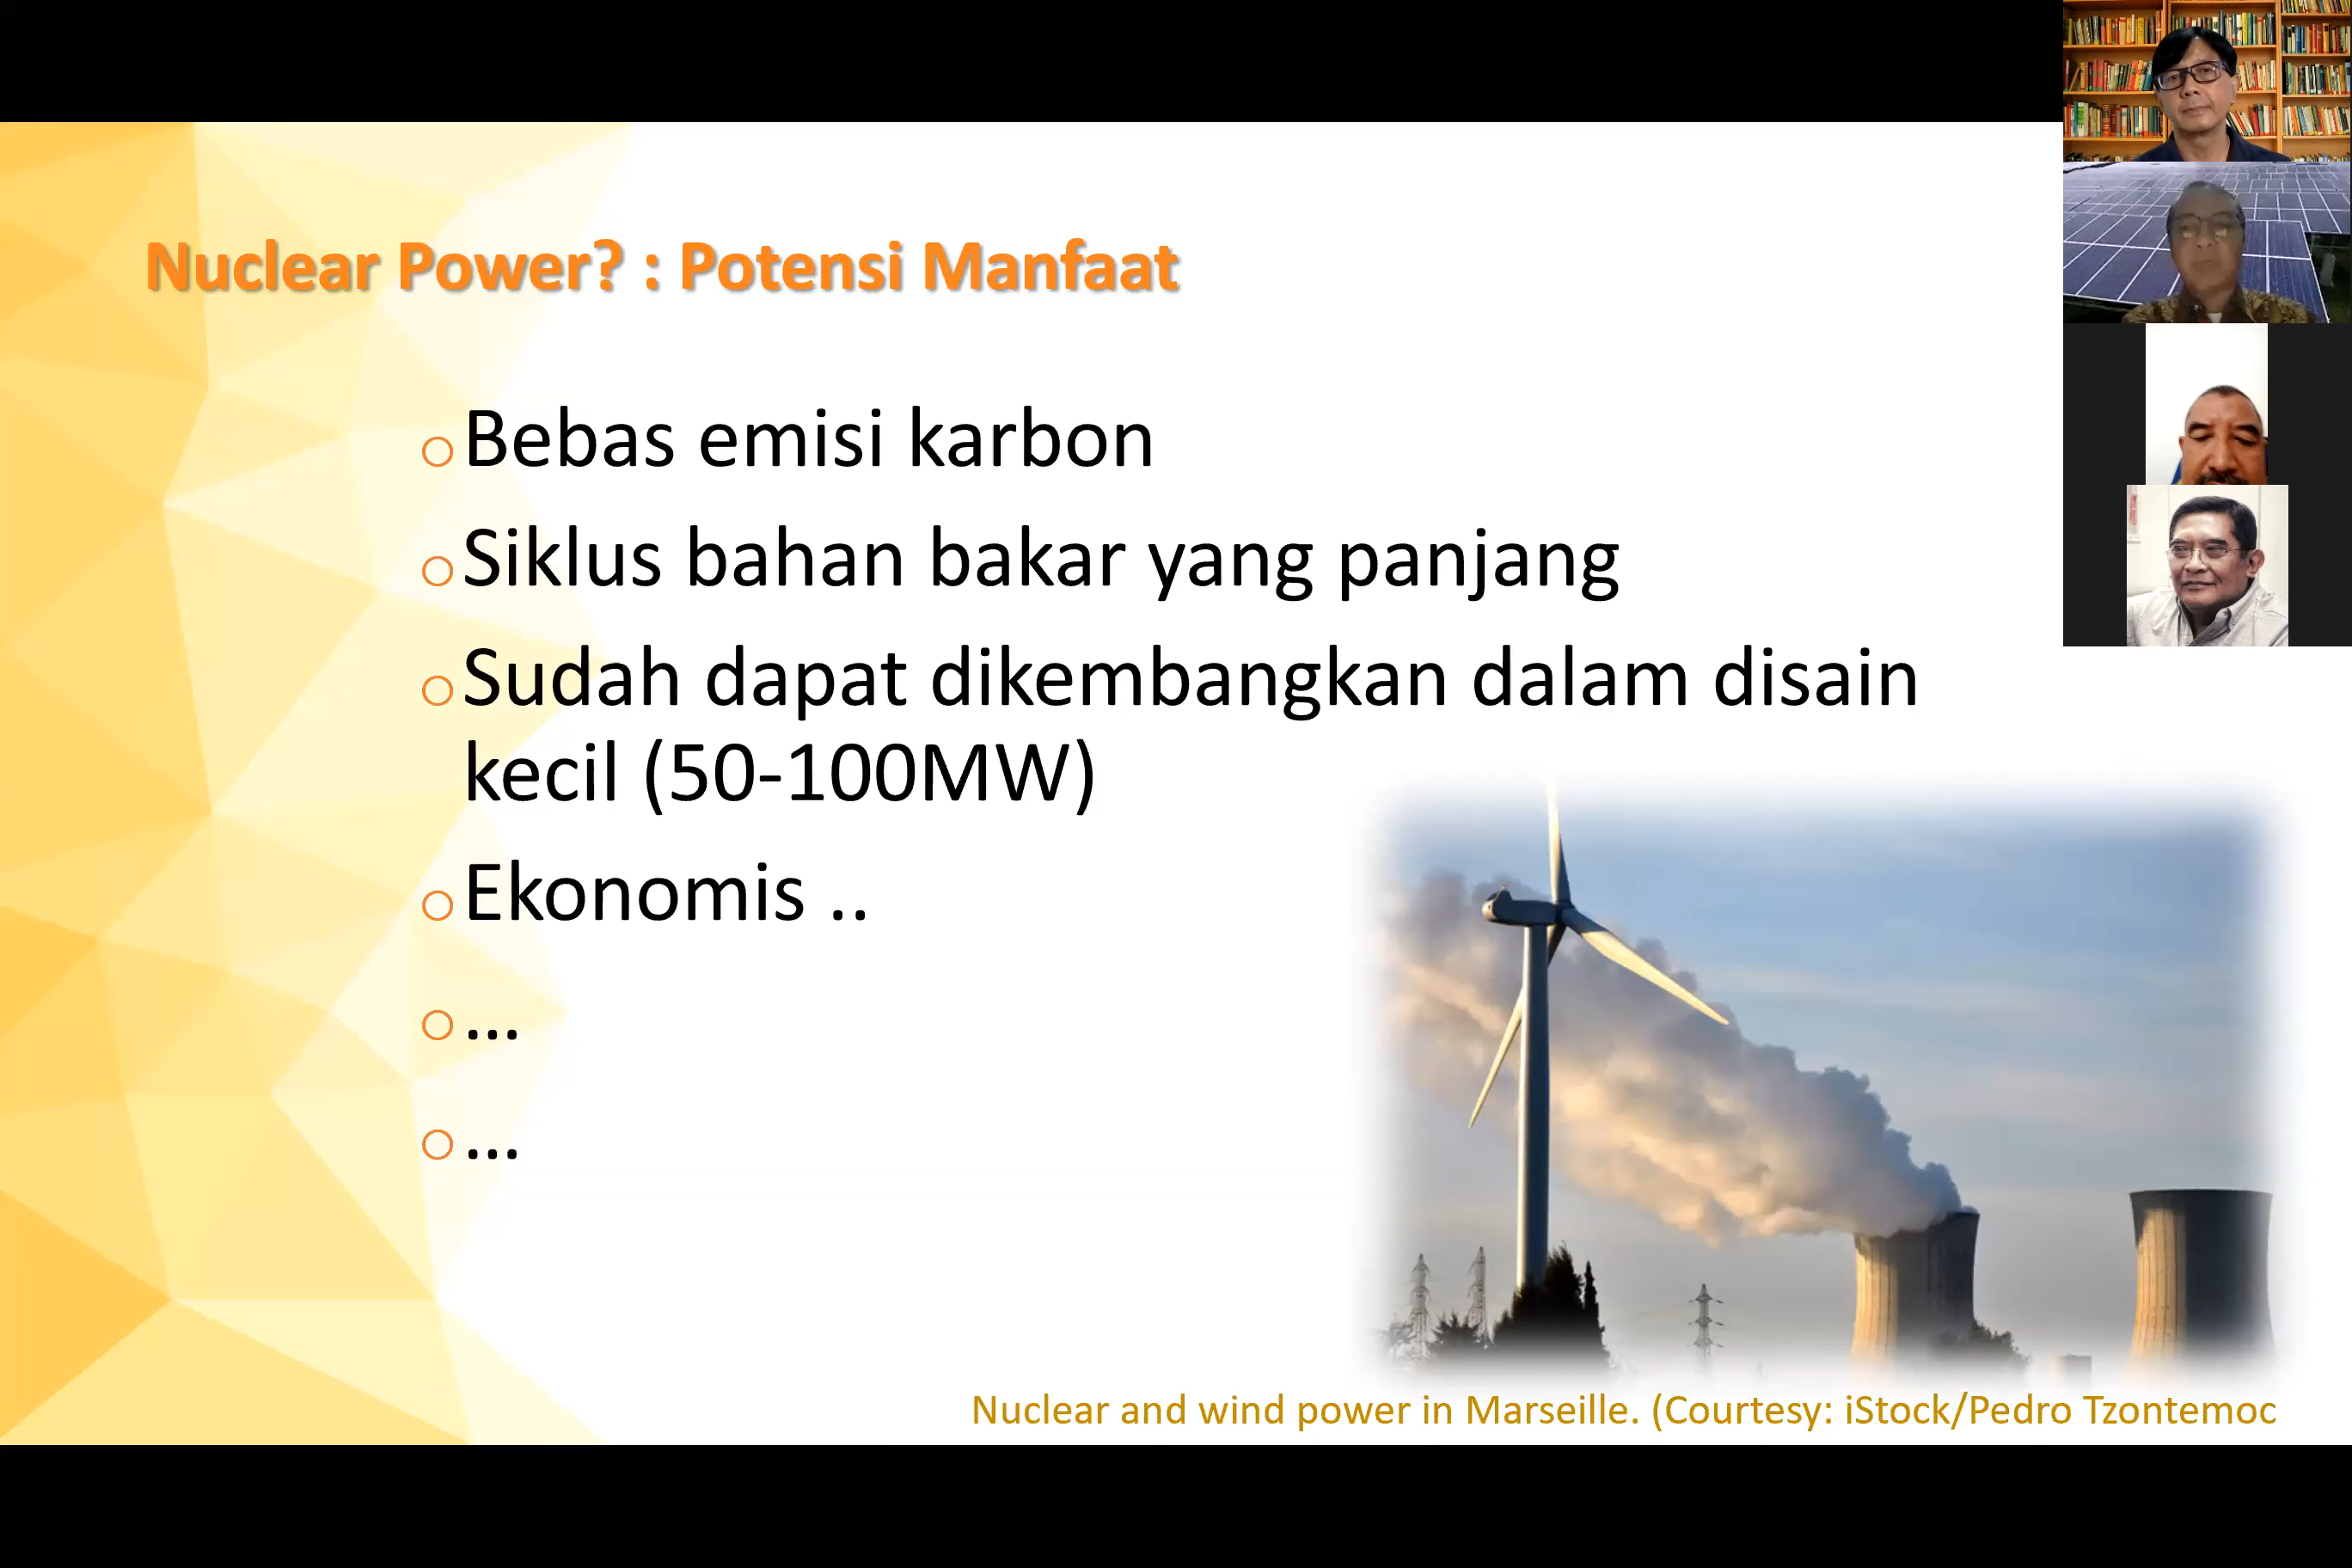 Nuclear Power? : Potensi Manfaat
Bebas emisi karbon
Siklus bahan bakar yang panjang
Sudah dapat dikembangkan dalam disain
kecil (50-100MW)
Ekonomis ..
...
...
Nuclear and wind power in Marseille. (Courtesy: iStock/Pedro Tzontemoc